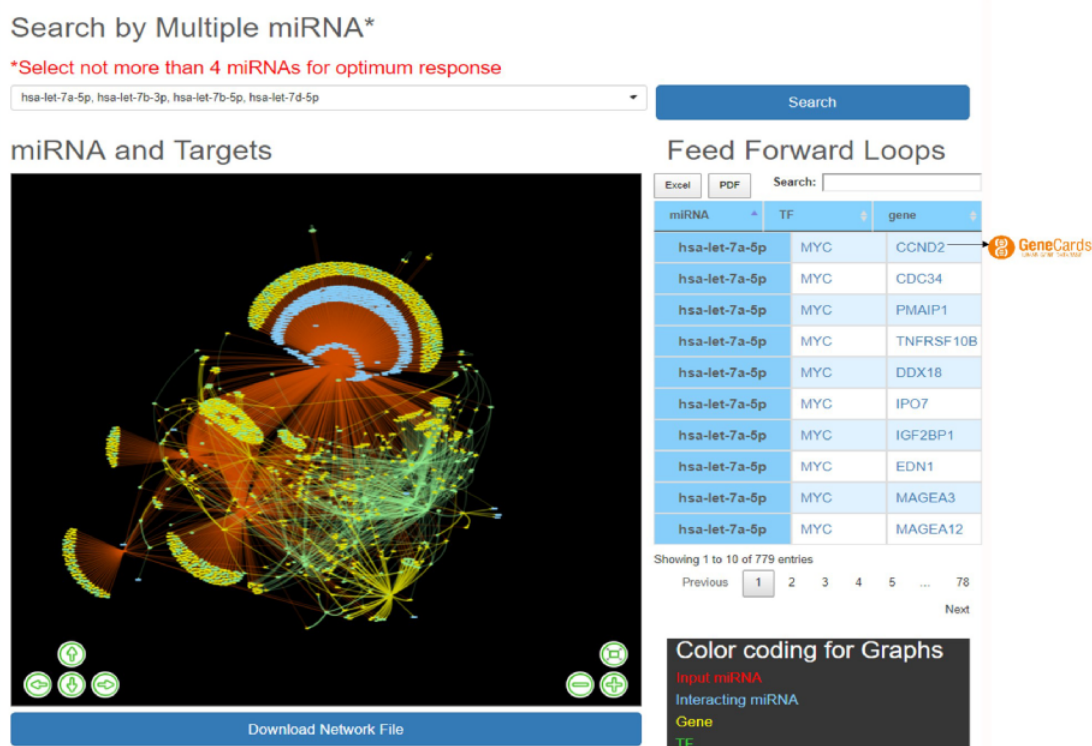 Search by Multiple miRNA*
*Select not more than 4 miRNAs for optimum response
hsa-let-7a-5p, hsa-let-7b-3p, hsa-let-7b-5p, hsa-let-7d-5p
Search
miRNA and Targets
Feed Forward Loops
Excel PDF Search:
miRNA TF gene
hsa-let-7a-5p MYC CCND2
GeneCards
hsa-let-7a-5p MYC CDC34
hsa-let-7a-5p MYC PMAIP1
hsa-let-7a-5p MYC TNFRSF10B
hsa-let-7a-5p MYC DDX18
hsa-let-7a-5p MYC IPO7
hsa-let-7a-5p MYC IGF2BP1
hsa-let-7a-5p MYC EDN1
hsa-let-7a-5p MYC MAGEA3
hsa-let-7a-5p MYC MAGEA12
Showing 1 to 10 of 779 entries
Previous 1 2 3 4 5 ... 78
Next
Color coding for Graphs
Input miRNA
Interacting miRNA
Gene
TF
Download Network File